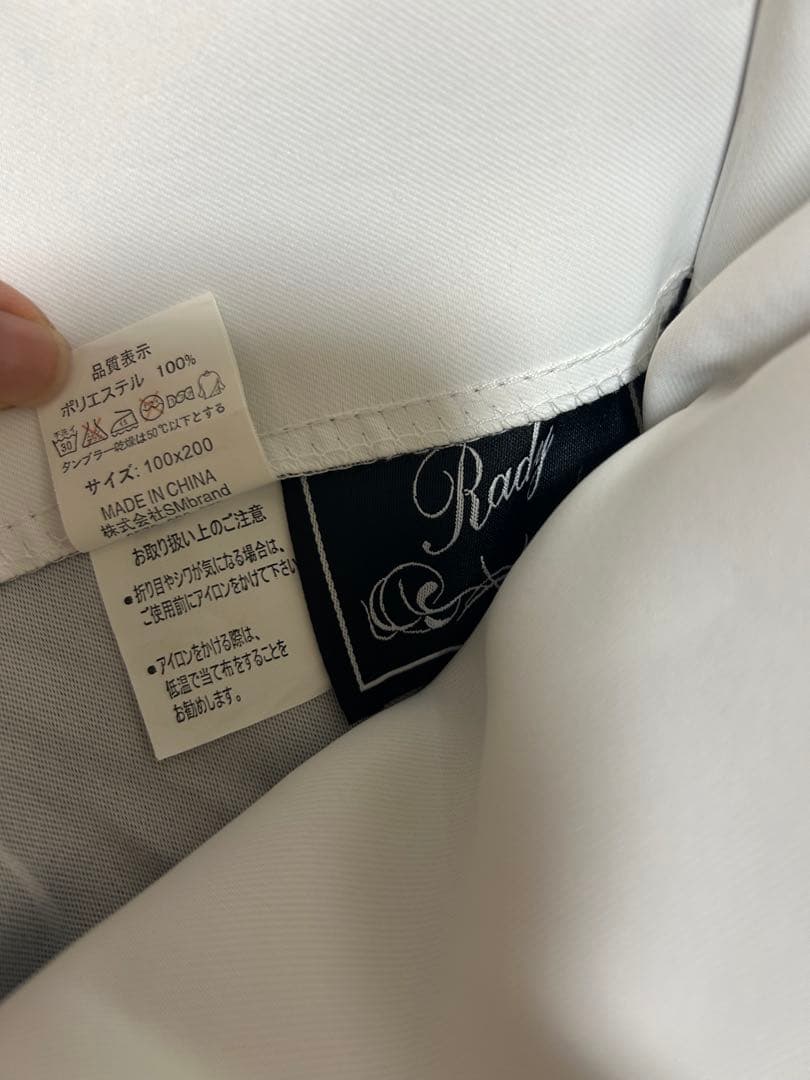 品質表示
ポリエステル 100%
手洗イ
30
タンブラー乾燥は50℃以下とする
サイズ:100x200
MADE IN CHINA
株式会社SMbrand
お取り扱い上のご注意
●折り目やシワが気になる場合は、
ご使用前にアイロンをかけて下さい
●アイロンをかける際は、
低温で当て布をすることを
お勧めします。
Rady